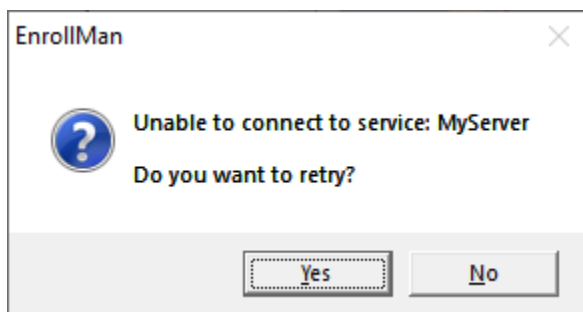 EnrollMan
Unable to connect to service: MyServer
Do you want to retry?
Yes
No